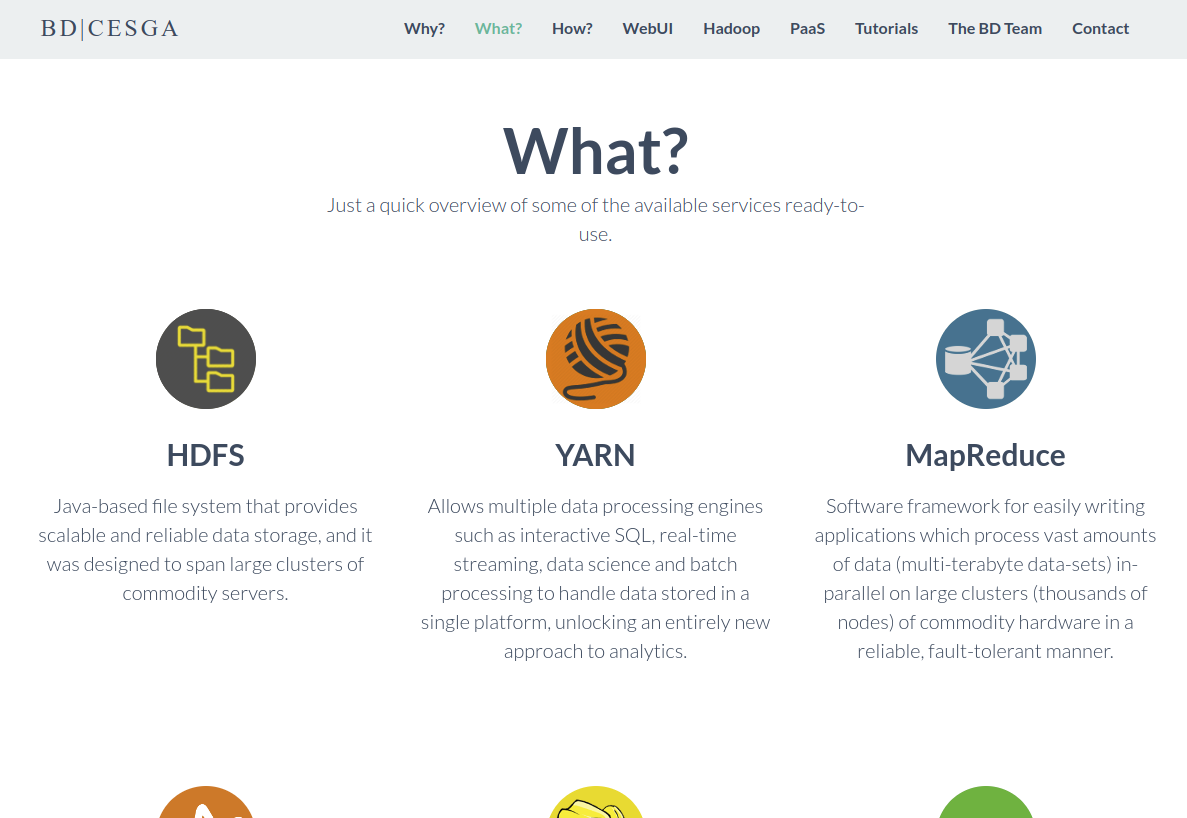 BD|CESGA
Why? What? How? WebUI Hadoop PaaS Tutorials The BD Team Contact
What?
Just a quick overview of some of the available services ready-to-
use.
HDFS
Java-based file system that provides
scalable and reliable data storage, and it
was designed to span large clusters of
commodity servers.
YARN
Allows multiple data processing engines
such as interactive SQL, real-time
streaming, data science and batch
processing to handle data stored in a
single platform, unlocking an entirely new
approach to analytics.
MapReduce
Software framework for easily writing
applications which process vast amounts
of data (multi-terabyte data-sets) in-
parallel on large clusters (thousands of
nodes) of commodity hardware in a
reliable, fault-tolerant manner.